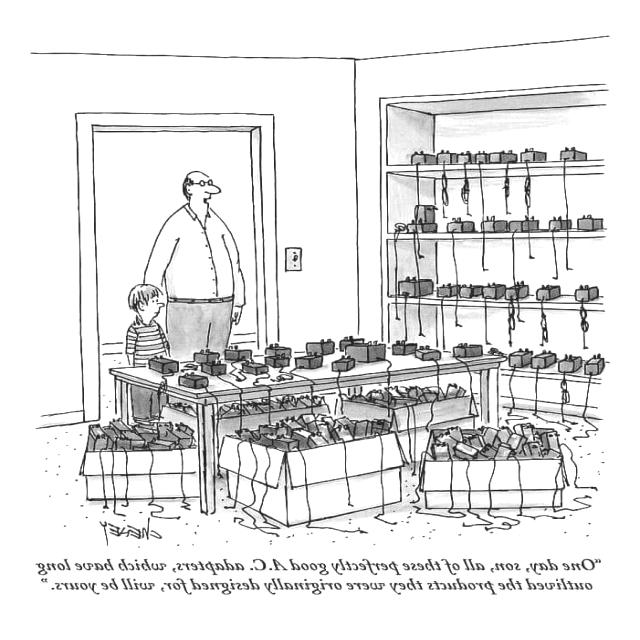 CHENEY
“One day, son, all of these perfectly good A.C. adapters, which have long
outlived the products they were originally designed for, will be yours.”